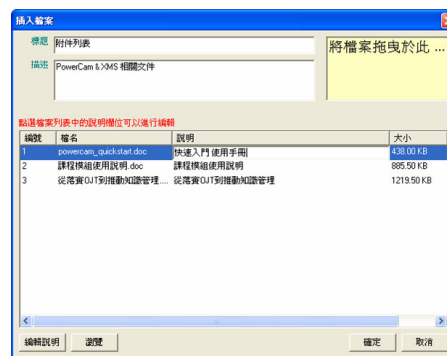 插入檔案
標題 附件列表
將檔案拖曳於此 ...
描述 PowerCam & XMS 相關文件
點選檔案列表中的說明欄位可以進行編輯
編號 檔名 說明 大小
1 powercam_quickstart.doc 快速入門 使用手冊 438.00 KB
2 課程模組使用說明.doc 課程模組使用說明 885.50 KB
3 從落實OJT到推動知識管理.... 從落實OJT到推動知識管理 1219.50 KB
編輯說明 瀏覽 確定 取消